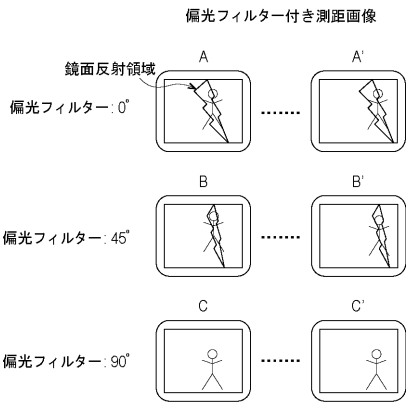 偏光フィルター付き測距画像
A
A'
鏡面反射領域
偏光フィルター: 0°
.......
B
B'
偏光フィルター: 45°
.......
C
C'
偏光フィルター: 90°
.......